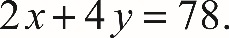 2x + 4y = 78.